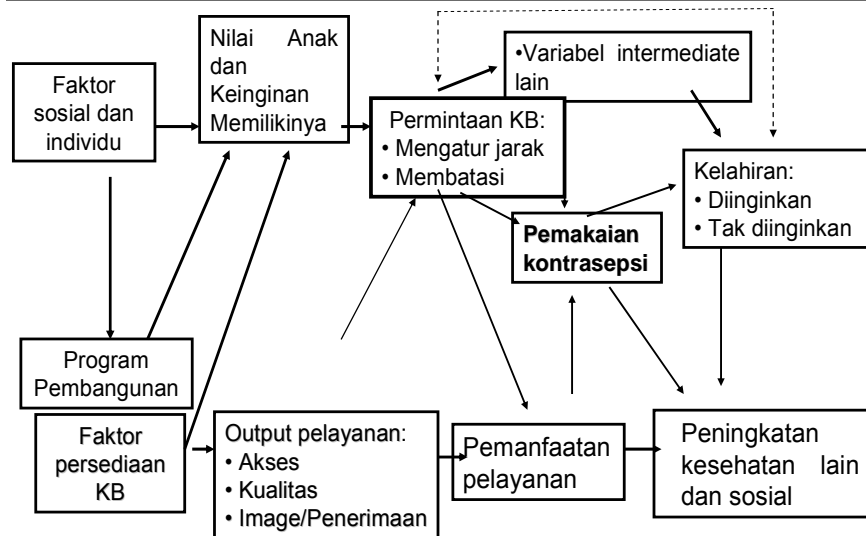 Faktor
sosial dan
individu
Nilai Anak
dan
Keinginan
Memilikinya
•Variabel intermediate
lain
Permintaan KB:
• Mengatur jarak
• Membatasi
Kelahiran:
• Diinginkan
• Tak diinginkan
Pemakaian
kontrasepsi
Program
Pembangunan
Faktor
persediaan
KB
Output pelayanan:
• Akses
• Kualitas
• Image/Penerimaan
Pemanfaatan
pelayanan
Peningkatan
kesehatan lain
dan sosial